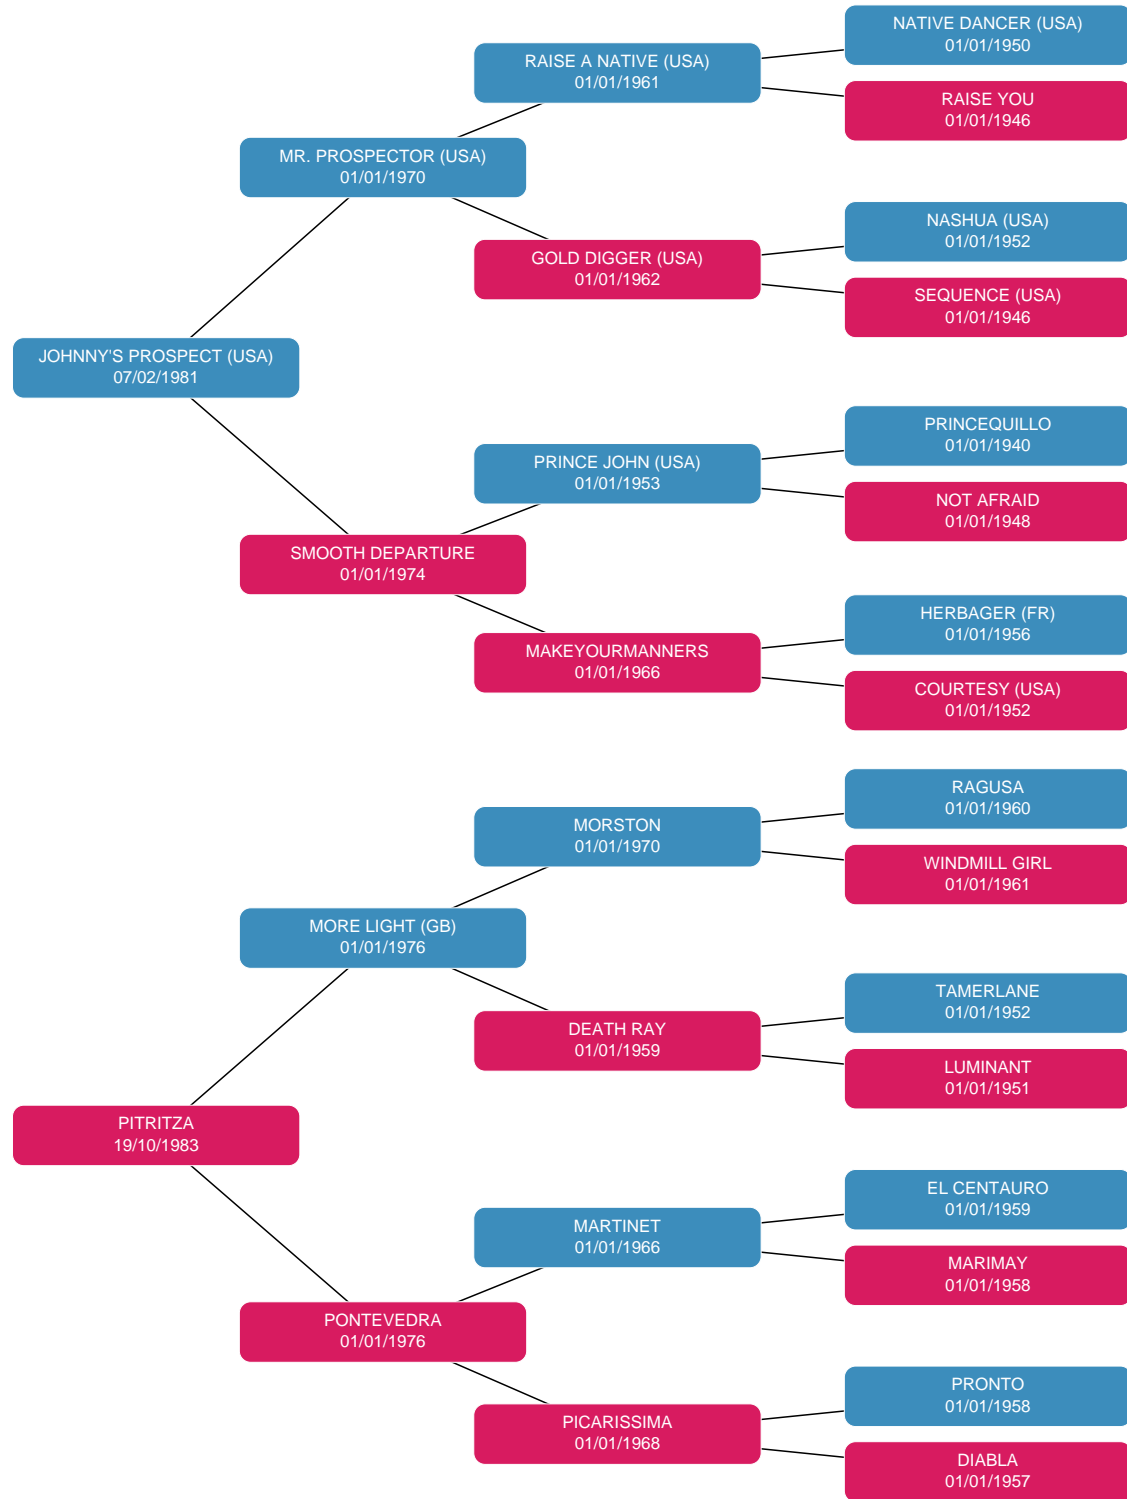 NATIVE DANCER (USA)
01/01/1950
RAISE A NATIVE (USA)
01/01/1961
RAISE YOU
01/01/1946
MR. PROSPECTOR (USA)
01/01/1970
NASHUA (USA)
01/01/1952
GOLD DIGGER (USA)
01/01/1962
SEQUENCE (USA)
01/01/1946
JOHNNY'S PROSPECT (USA)
07/02/1981
PRINCEQUILLO
01/01/1940
PRINCE JOHN (USA)
01/01/1953
NOT AFRAID
01/01/1948
SMOOTH DEPARTURE
01/01/1974
HERBAGER (FR)
01/01/1956
MAKEYOURMANNERS
01/01/1966
COURTESY (USA)
01/01/1952
RAGUSA
01/01/1960
MORSTON
01/01/1970
WINDMILL GIRL
01/01/1961
MORE LIGHT (GB)
01/01/1976
TAMERLANE
01/01/1952
DEATH RAY
01/01/1959
LUMINANT
01/01/1951
PITRITZA
19/10/1983
EL CENTAURO
01/01/1959
MARTINET
01/01/1966
MARIMAY
01/01/1958
PONTEVEDRA
01/01/1976
PRONTO
01/01/1958
PICARISSIMA
01/01/1968
DIABLA
01/01/1957